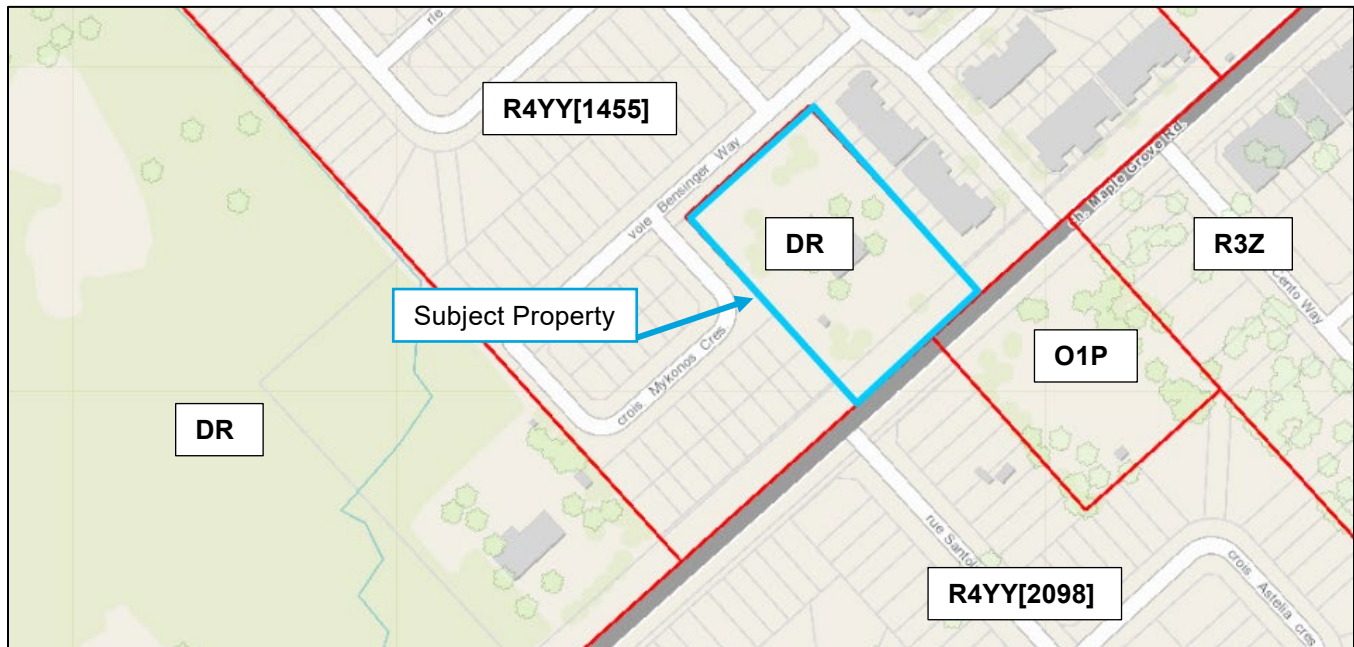 rle
R4YY[1455]
voie Bensinger Way
ch. Maple Grove Rd.
DR
R3Z
Cento Way
Subject Property
O1P
crois. Mykonos Cres
DR
rue Santol
R4YY[2098]
crois Astelia cres